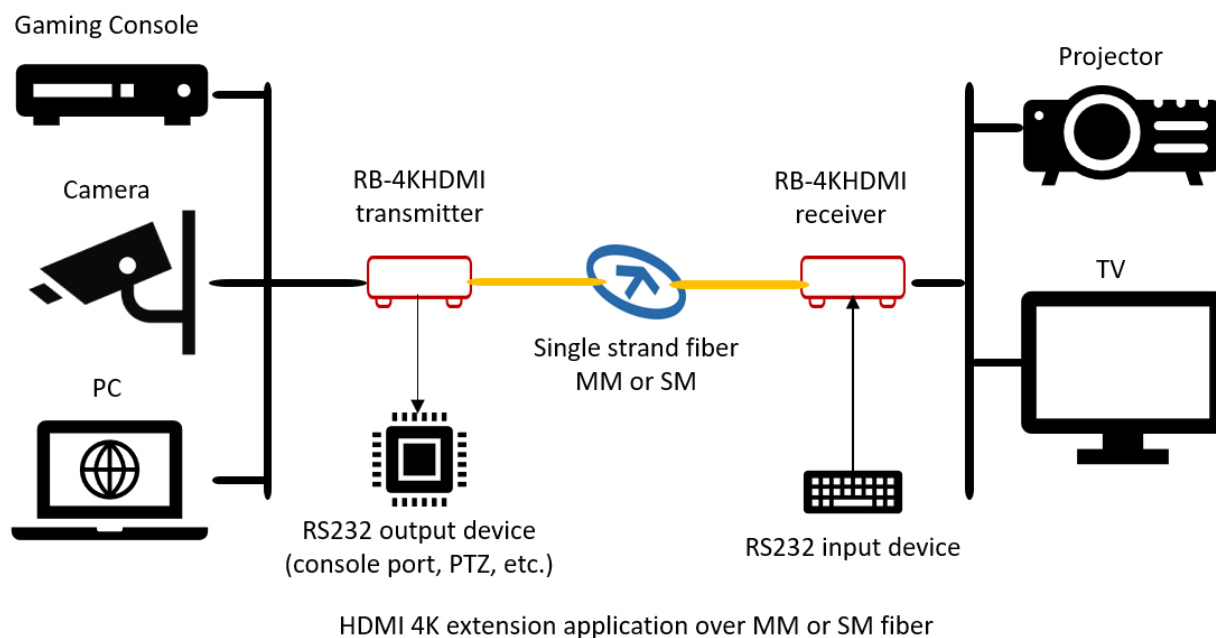 Gaming Console
Camera
PC
RB-4KHDMI
transmitter
RS232 output device
(console port, PTZ, etc.)
Single strand fiber
MM or SM
RB-4KHDMI
receiver
RS232 input device
Projector
TV
HDMI 4K extension application over MM or SM fiber